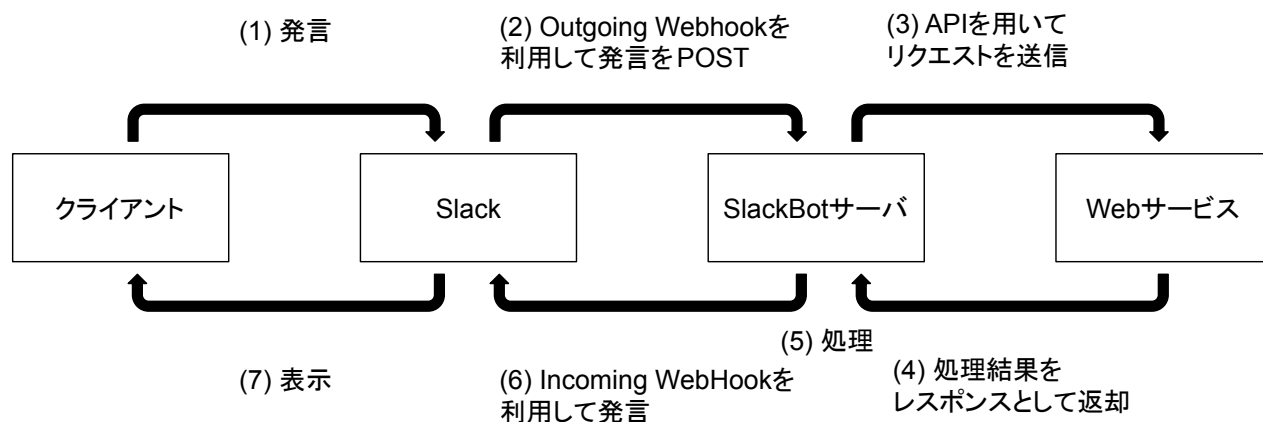 (1) 発言
(2) Outgoing Webhookを
利用して発言をPOST
(3) APIを用いて
リクエストを送信
クライアント
Slack
SlackBotサーバ
Webサービス
(5) 処理
(7) 表示
(6) Incoming WebHookを
利用して発言
(4) 処理結果を
レスポンスとして返却